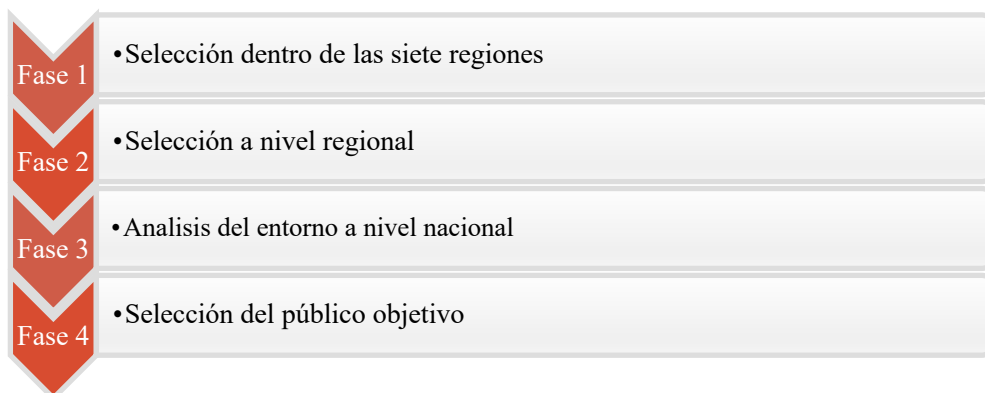 Fase 1
•Selección dentro de las siete regiones
Fase 2
•Selección a nivel regional
Fase 3
•Analisis del entorno a nivel nacional
Fase 4
•Selección del público objetivo